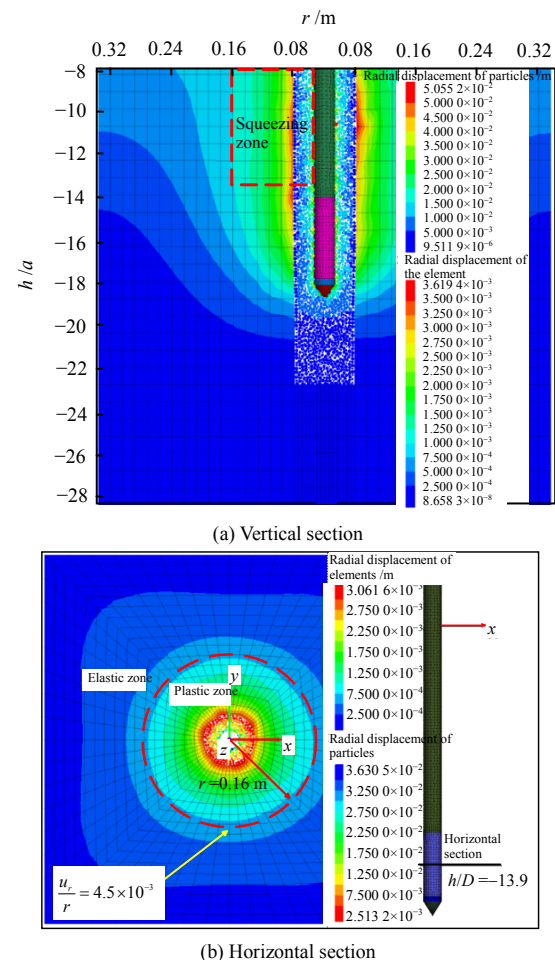 r /m
0.32 0.24 0.16 0.08 0.08 0.16 0.24 0.32
−8
−10
−12
−14
−16
−18
−20
−22
−24
−26
−28
h/a
Squeezing
zone
Radial displacement of particles /m
5.055 2×10⁻²
5.000 0×10⁻²
4.500 0×10⁻²
4.000 0×10⁻²
3.500 0×10⁻²
3.000 0×10⁻²
2.500 0×10⁻²
2.000 0×10⁻²
1.500 0×10⁻²
1.000 0×10⁻²
5.000 0×10⁻³
9.511 9×10⁻⁶
Radial displacement of
the element
3.619 4×10⁻³
3.500 0×10⁻³
3.250 0×10⁻³
3.000 0×10⁻³
2.750 0×10⁻³
2.500 0×10⁻³
2.250 0×10⁻³
2.000 0×10⁻³
1.750 0×10⁻³
1.500 0×10⁻³
1.250 0×10⁻³
1.000 0×10⁻³
7.500 0×10⁻⁴
5.000 0×10⁻⁴
2.500 0×10⁻⁴
8.658 3×10⁻⁸
(a) Vertical section
Radial displacement of
elements /m
3.061 6×10⁻³
2.750 0×10⁻³
2.250 0×10⁻³
1.750 0×10⁻³
1.250 0×10⁻³
7.500 0×10⁻⁴
2.500 0×10⁻⁴
Radial displacement of
particles
3.630 5×10⁻²
3.250 0×10⁻²
2.750 0×10⁻²
2.250 0×10⁻²
1.750 0×10⁻²
1.250 0×10⁻²
7.500 0×10⁻³
2.513 2×10⁻³
Elastic zone
Plastic zone
y
x
z
r=0.16 m
u_r/r = 4.5×10⁻³
x
Horizontal
section
h/D=−13.9
(b) Horizontal section